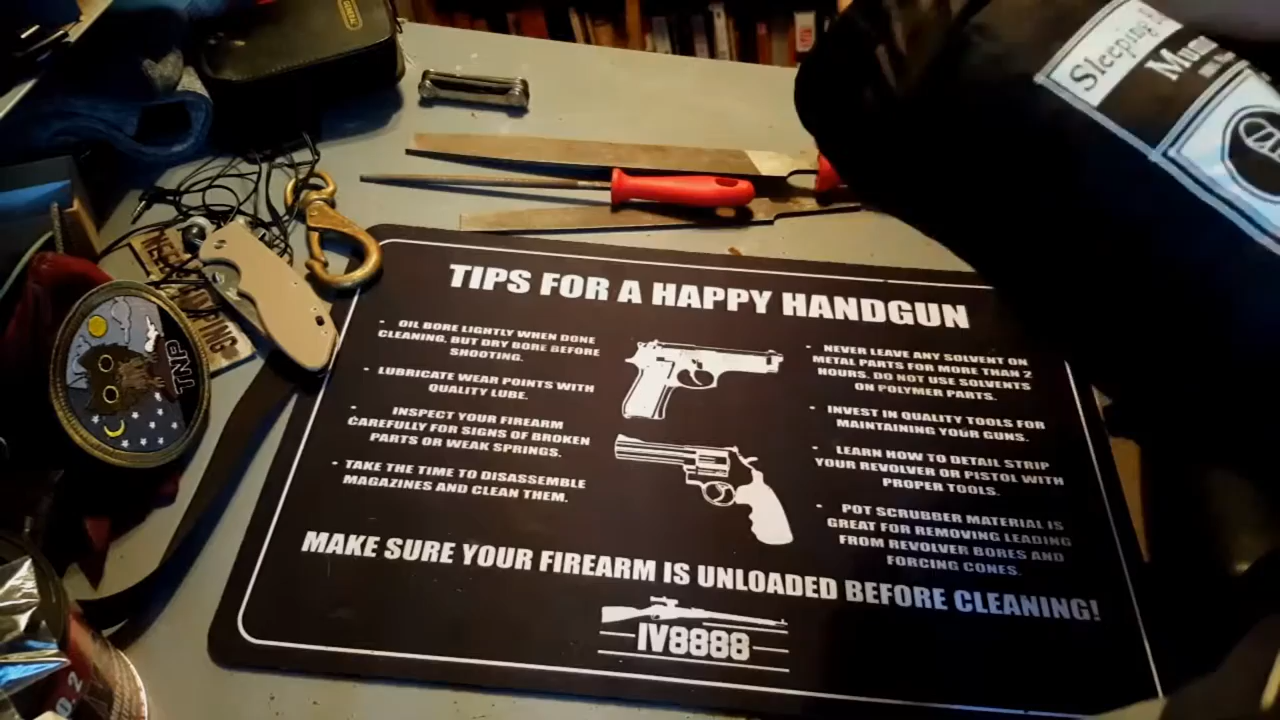 GENERAL
Sleeping
TIPS FOR A HAPPY HANDGUN
- OIL BORE LIGHTLY WHEN DONE
CLEANING, BUT DRY BORE BEFORE
SHOOTING.
- LUBRICATE WEAR POINTS WITH
QUALITY LUBE.
- INSPECT YOUR FIREARM
CAREFULLY FOR SIGNS OF BROKEN
PARTS OR WEAK SPRINGS.
- TAKE THE TIME TO DISASSEMBLE
MAGAZINES AND CLEAN THEM.
- NEVER LEAVE ANY SOLVENT ON
METAL PARTS FOR MORE THAN 2
HOURS. DO NOT USE SOLVENTS
ON POLYMER PARTS.
- INVEST IN QUALITY TOOLS FOR
MAINTAINING YOUR GUNS.
- LEARN HOW TO DETAIL STRIP
YOUR REVOLVER OR PISTOL WITH
PROPER TOOLS.
- POT SCRUBBER MATERIAL IS
GREAT FOR REMOVING LEADING
FROM REVOLVER BORES AND
FORCING CONES.
MAKE SURE YOUR FIREARM IS UNLOADED BEFORE CLEANING!
IV8888
TNP